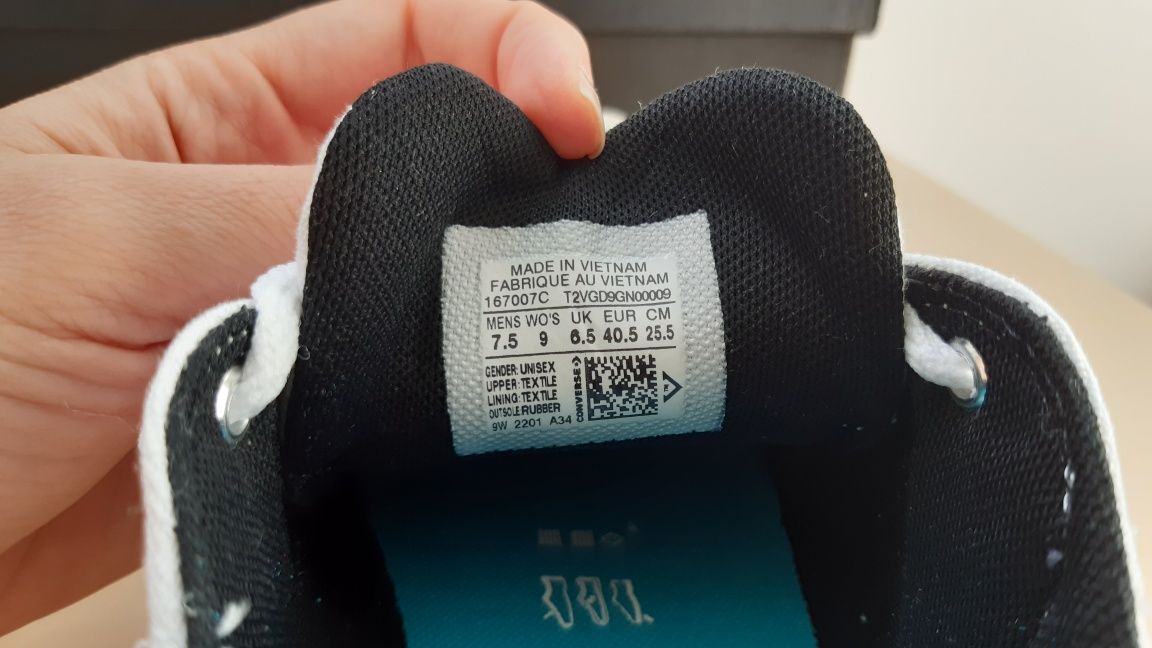 MADE IN VIETNAM
FABRIQUE AU VIETNAM
167007C T2VGD9GN00009
MENS WO'S UK EUR CM
7.5 9 6.5 40.5 25.5
GENDER: UNISEX
UPPER: TEXTILE
LINING: TEXTILE
OUTSOLE RUBBER
9W 2201 A34
CONVERSE